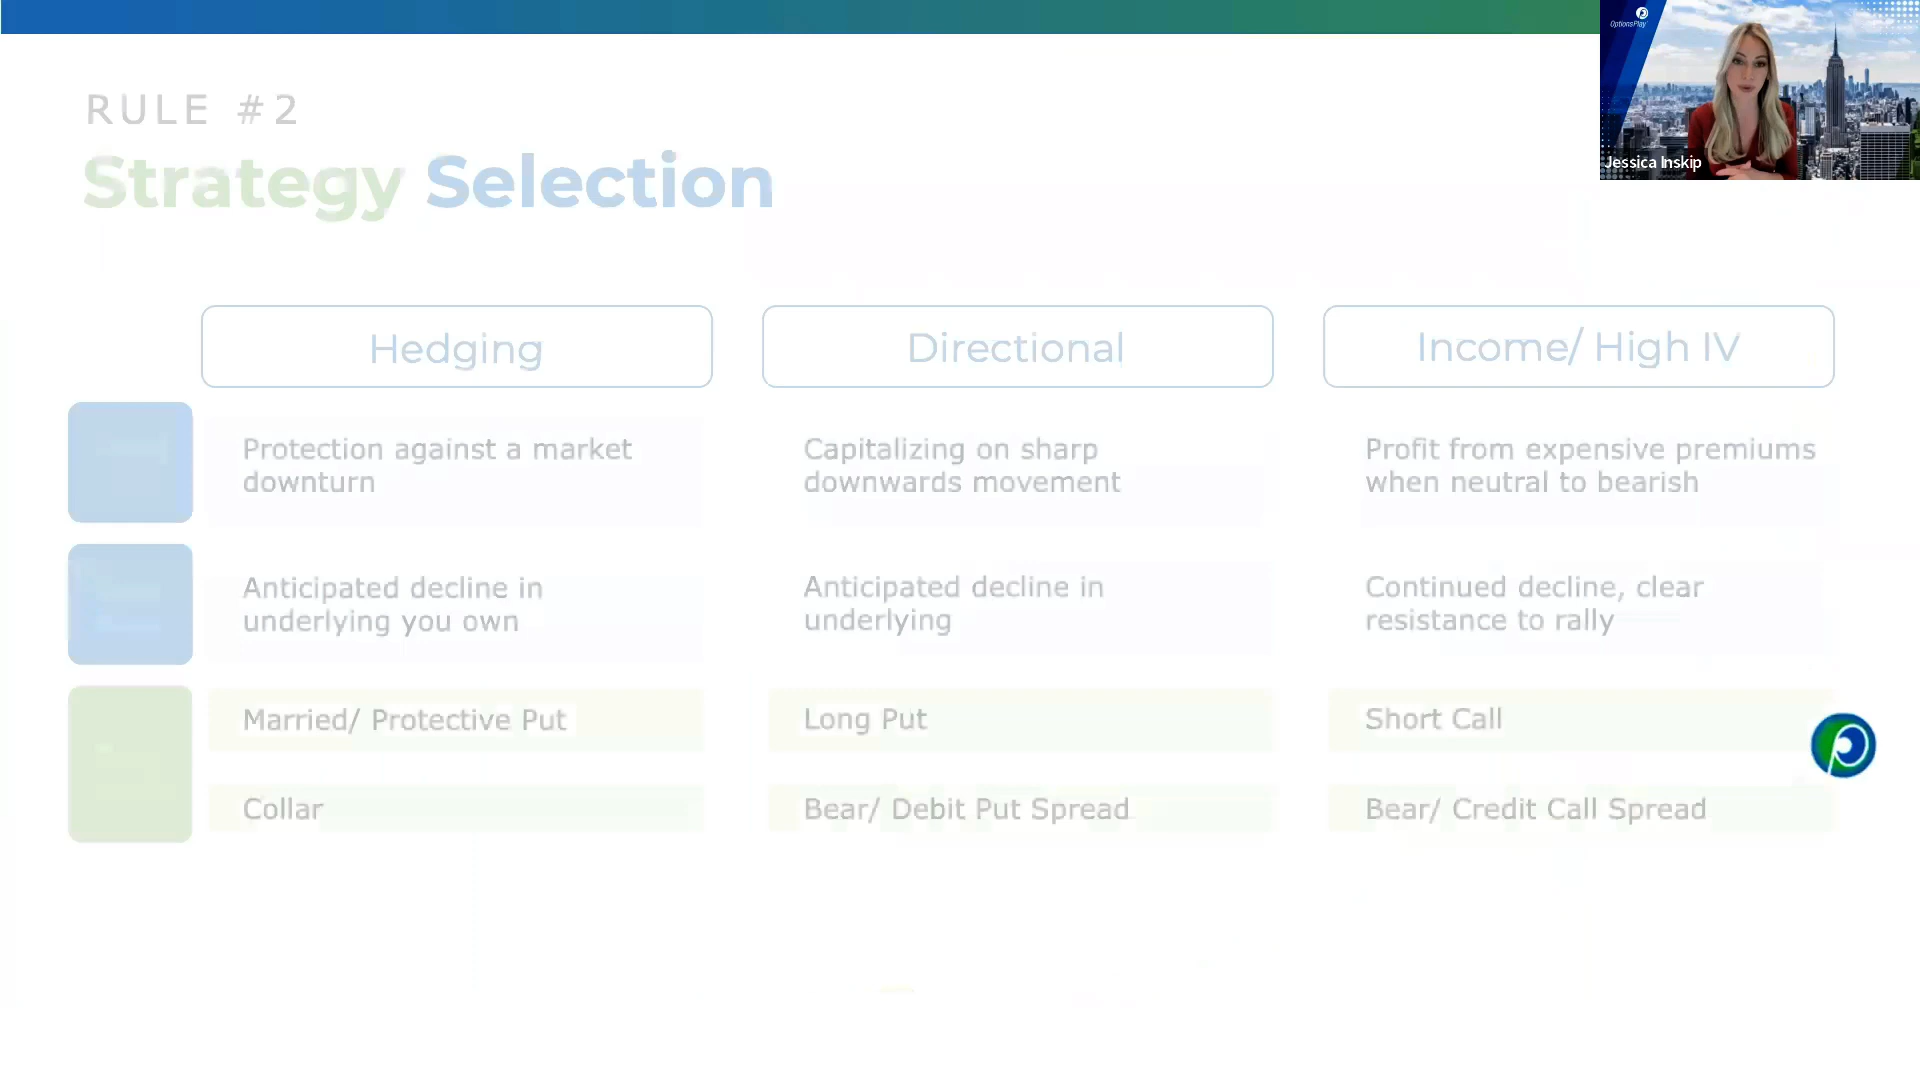 RULE #2
Strategy Selection
OptionsPlay
Jessica Inskip
Hedging
Directional
Income/ High IV
Protection against a market
downturn
Capitalizing on sharp
downwards movement
Profit from expensive premiums
when neutral to bearish
Anticipated decline in
underlying you own
Anticipated decline in
underlying
Continued decline, clear
resistance to rally
Married/ Protective Put
Long Put
Short Call
Collar
Bear/ Debit Put Spread
Bear/ Credit Call Spread